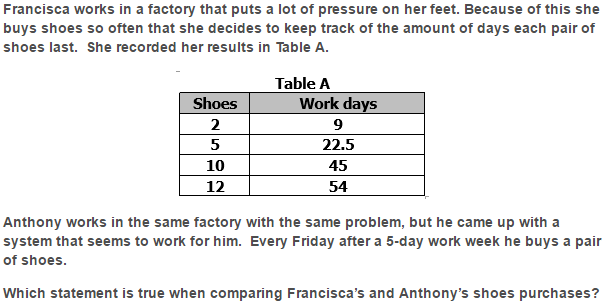 Francisca works in a factory that puts a lot of pressure on her feet. Because of this she
buys shoes so often that she decides to keep track of the amount of days each pair of
shoes last.  She recorded her results in Table A.
Table A
Shoes Work days
2 9
5 22.5
10 45
12 54
Anthony works in the same factory with the same problem, but he came up with a
system that seems to work for him.  Every Friday after a 5-day work week he buys a pair
of shoes.
Which statement is true when comparing Francisca's and Anthony's shoes purchases?